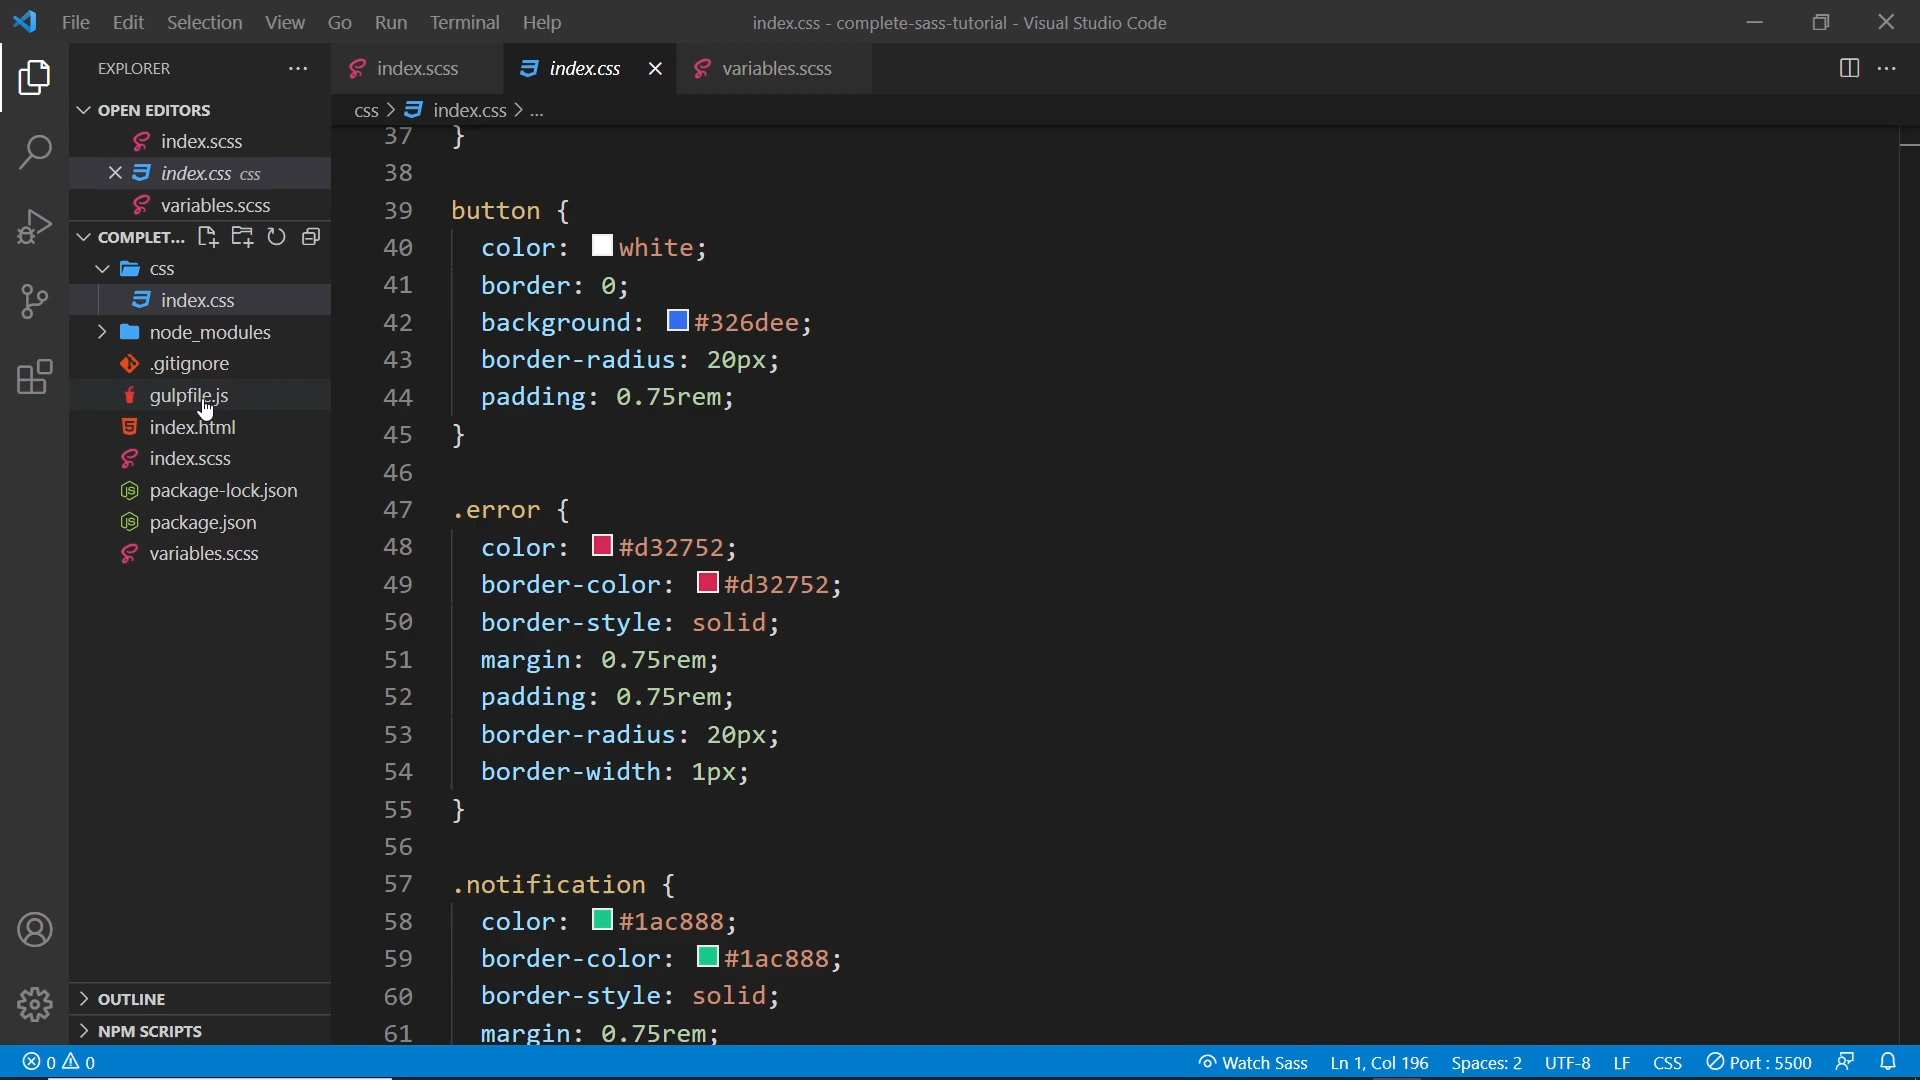 File Edit Selection View Go Run Terminal Help
index.css - complete-sass-tutorial - Visual Studio Code
EXPLORER
OPEN EDITORS
index.scss
index.css css
variables.scss
COMPLET...
css
index.css
node_modules
.gitignore
gulpfile.js
index.html
index.scss
package-lock.json
package.json
variables.scss
OUTLINE
NPM SCRIPTS
index.scss index.css variables.scss
css > index.css > ...
37 }
38
39 button {
40 color: white;
41 border: 0;
42 background: #326dee;
43 border-radius: 20px;
44 padding: 0.75rem;
45 }
46
47 .error {
48 color: #d32752;
49 border-color: #d32752;
50 border-style: solid;
51 margin: 0.75rem;
52 padding: 0.75rem;
53 border-radius: 20px;
54 border-width: 1px;
55 }
56
57 .notification {
58 color: #1ac888;
59 border-color: #1ac888;
60 border-style: solid;
61 margin: 0.75rem;
0 0 Watch Sass Ln 1, Col 196 Spaces: 2 UTF-8 LF CSS Port : 5500